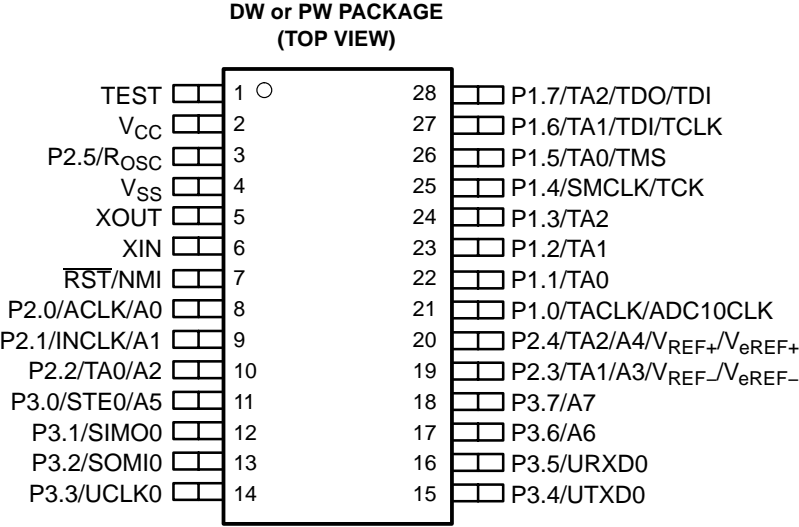 DW or PW PACKAGE
(TOP VIEW)
TEST 1 28 P1.7/TA2/TDO/TDI
VCC 2 27 P1.6/TA1/TDI/TCLK
P2.5/ROSC 3 26 P1.5/TA0/TMS
VSS 4 25 P1.4/SMCLK/TCK
XOUT 5 24 P1.3/TA2
XIN 6 23 P1.2/TA1
RST/NMI 7 22 P1.1/TA0
P2.0/ACLK/A0 8 21 P1.0/TACLK/ADC10CLK
P2.1/INCLK/A1 9 20 P2.4/TA2/A4/VREF+/VeREF+
P2.2/TA0/A2 10 19 P2.3/TA1/A3/VREF–/VeREF–
P3.0/STE0/A5 11 18 P3.7/A7
P3.1/SIMO0 12 17 P3.6/A6
P3.2/SOMI0 13 16 P3.5/URXD0
P3.3/UCLK0 14 15 P3.4/UTXD0